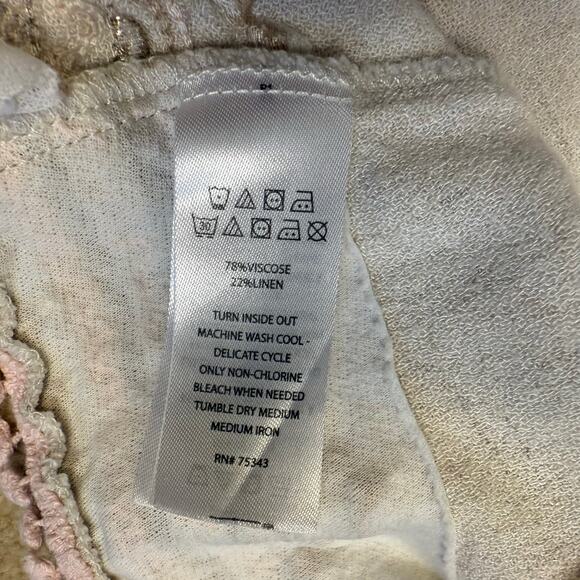 30
78%VISCOSE
22%LINEN
TURN INSIDE OUT
MACHINE WASH COOL -
DELICATE CYCLE
ONLY NON-CHLORINE
BLEACH WHEN NEEDED
TUMBLE DRY MEDIUM
MEDIUM IRON
RN# 75343